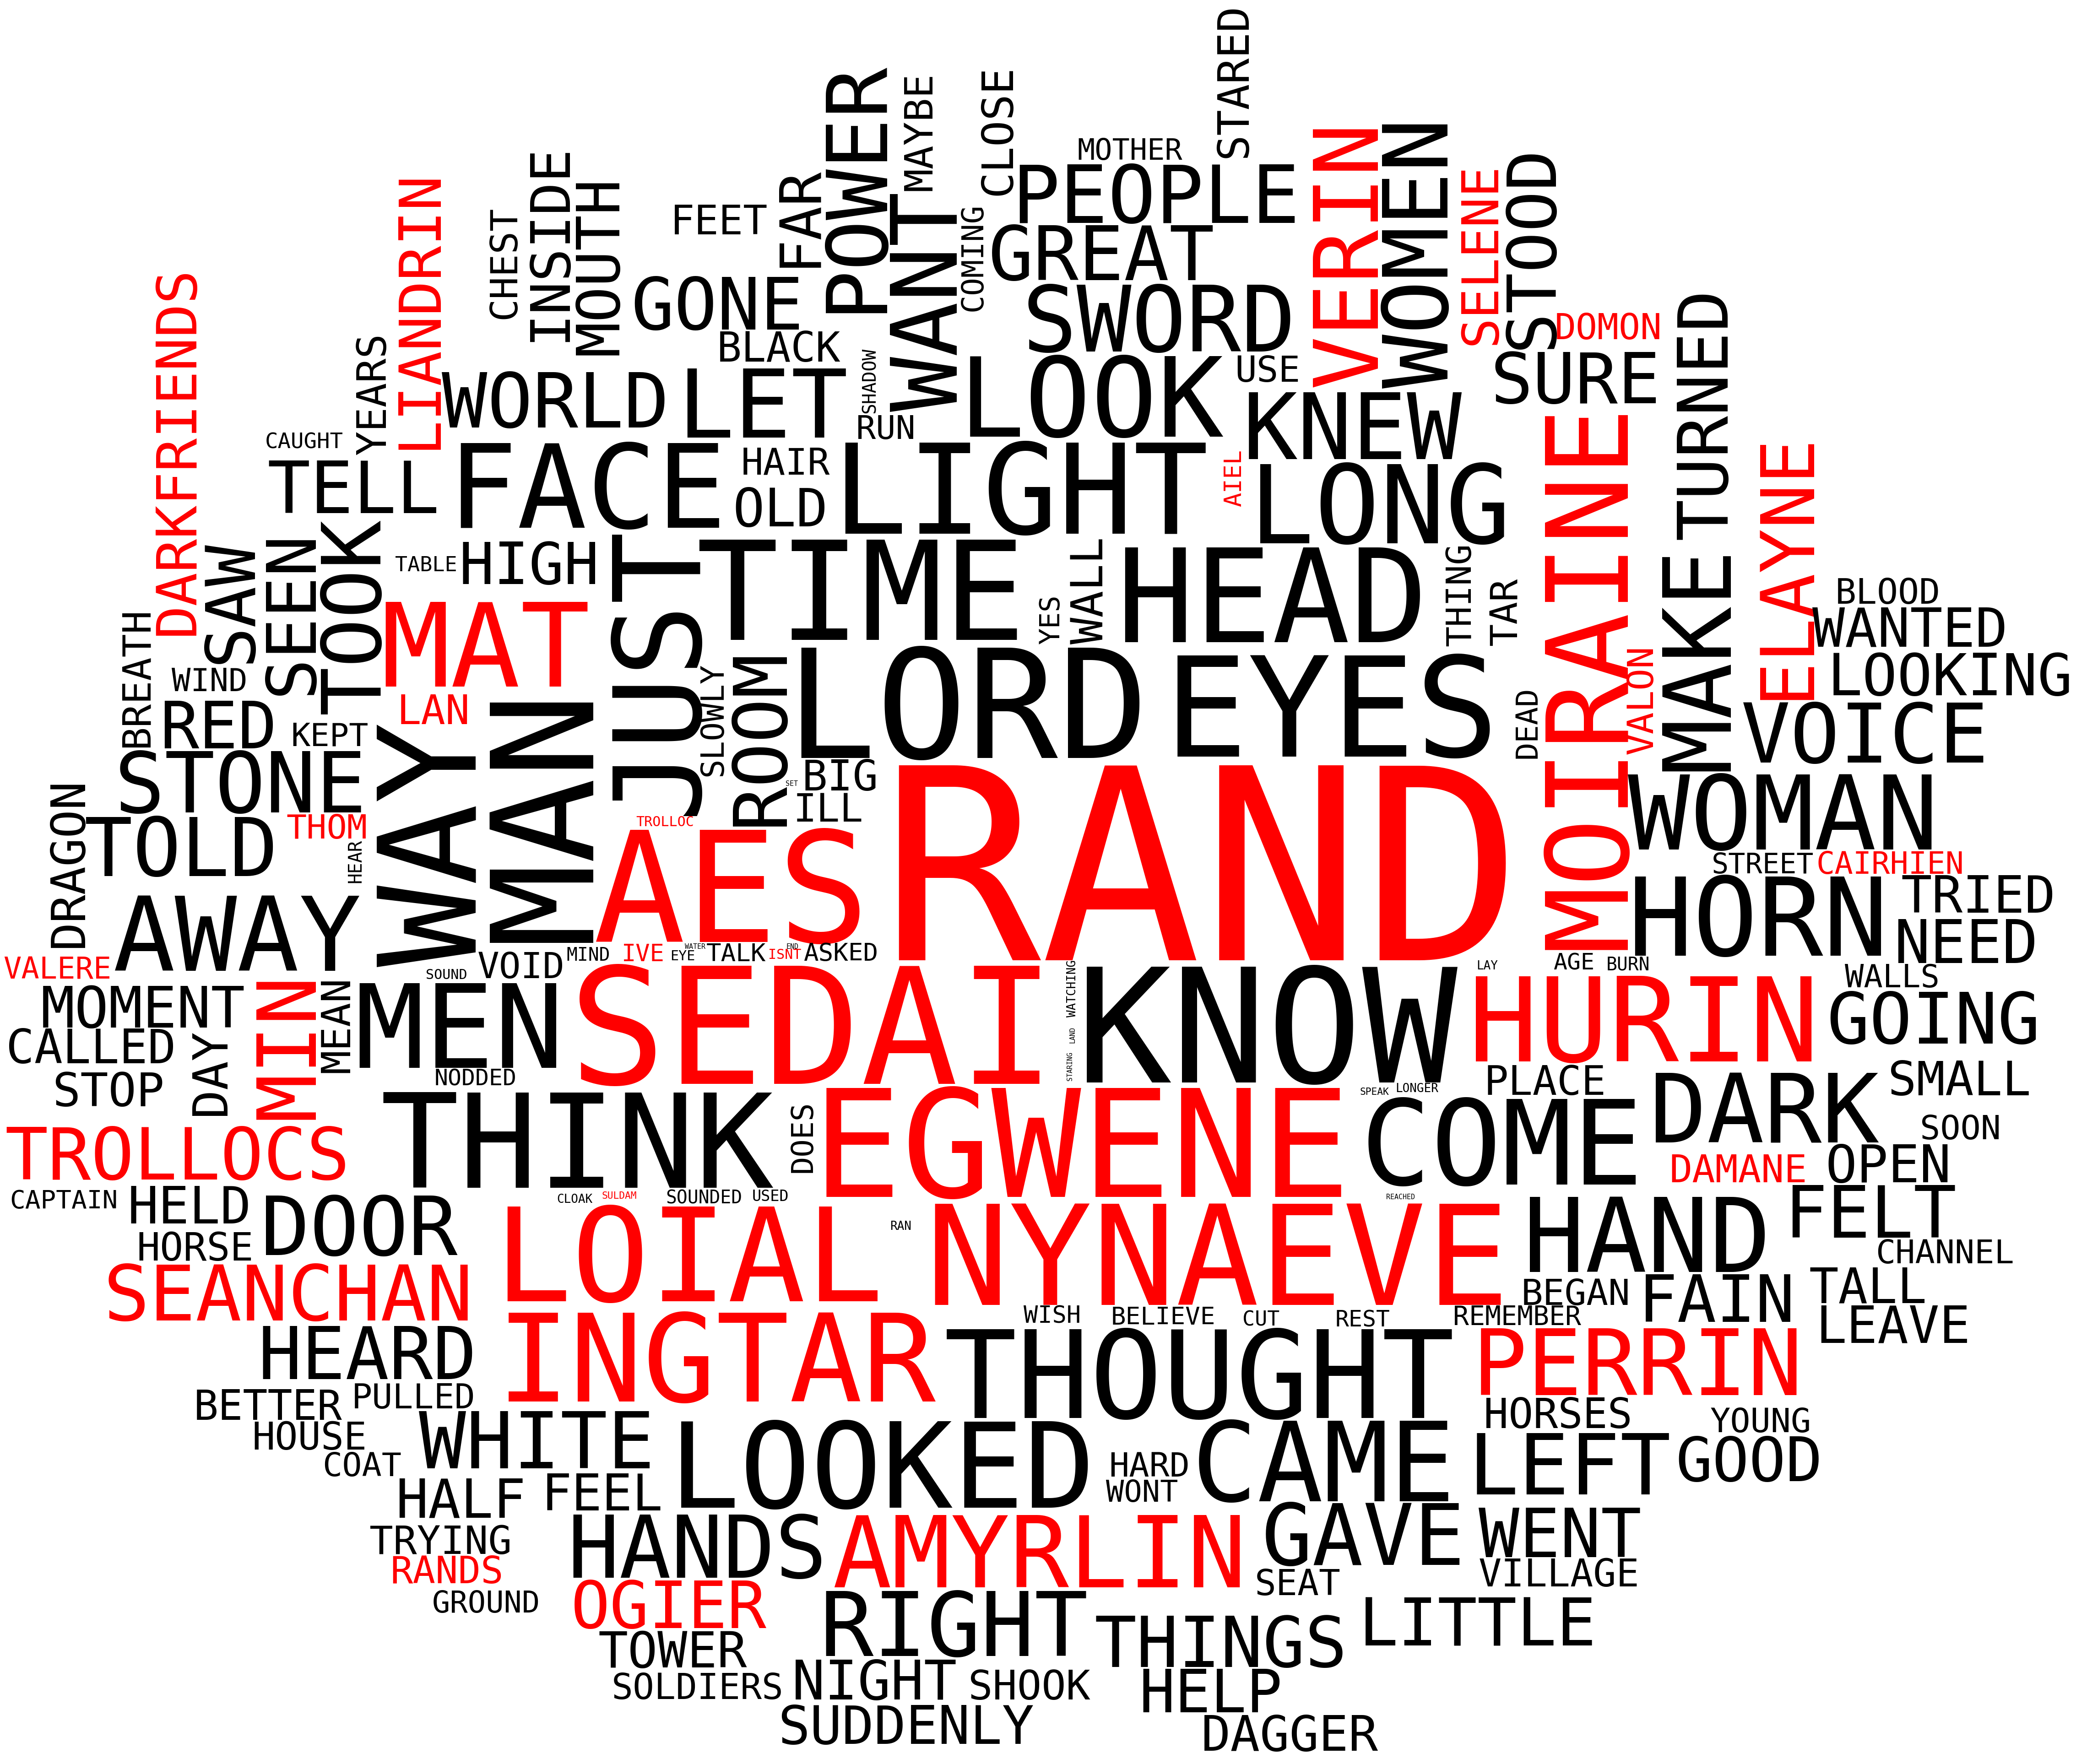 STARED
POWER
MAYBE
CLOSE
MOTHER
PEOPLE
VERIN
WOMEN
SELENE
STOOD
LIANDRIN
CHEST
INSIDE
MOUTH
FEET
FAR
WANT
COMING
GREAT
GONE
SWORD
DOMON
DARKFRIENDS
YEARS
BLACK
SHADOW
USE
SURE
TURNED
WORLD
LET
LOOK
RUN
KNEW
CAUGHT
TELL
FACE
HAIR
OLD
LIGHT
AIEL
LONG
MOIRAINE
ELAYNE
SAW
SEEN
TOOK
TABLE
HIGH
JUST
TIME
YES
WALL
HEAD
THING
TAR
MAKE
BLOOD
WANTED
LOOKING
BREATH
WIND
MAT
LAN
SLOWLY
ROOM
LORD
EYES
DEAD
VALON
VOICE
RED
KEPT
STONE
WAY
MAN
SET
BIG
ILL
RAND
WOMAN
DRAGON
TOLD
THOM
HEAR
TROLLOC
AES
STREET
CAIRHIEN
HORN
TRIED
NEED
AWAY
VALERE
SOUND
VOID
MIND
IVE
EYE
WATER
TALK
ISNT
END
ASKED
LAY
AGE
BURN
WALLS
MOMENT
MIN
MEAN
MEN
SEDAI
WATCHING
LAND
STARING
KNOW
HURIN
GOING
CALLED
DAY
STOP
NODDED
SPEAK
LONGER
PLACE
DARK
SMALL
TROLLOCS
THINK
DOES
EGWENE
COME
SOON
DAMANE
OPEN
CAPTAIN
HELD
CLOAK
SULDAM
SOUNDED
USED
REACHED
HORSE
DOOR
LOIAL
RAN
NYNAEVE
HAND
FELT
CHANNEL
SEANCHAN
BEGAN
FAIN
TALL
LEAVE
HEARD
INGTAR
WISH
BELIEVE
CUT
REST
REMEMBER
THOUGHT
PERRIN
BETTER
PULLED
HORSES
YOUNG
HOUSE
COAT
WHITE
LOOKED
HARD
WONT
CAME
LEFT
GOOD
HALF
FEEL
TRYING
RANDS
GROUND
HANDS
AMYRLIN
GAVE
WENT
SEAT
VILLAGE
OGIER
RIGHT
THINGS
LITTLE
TOWER
SOLDIERS
NIGHT
SHOOK
HELP
SUDDENLY
DAGGER